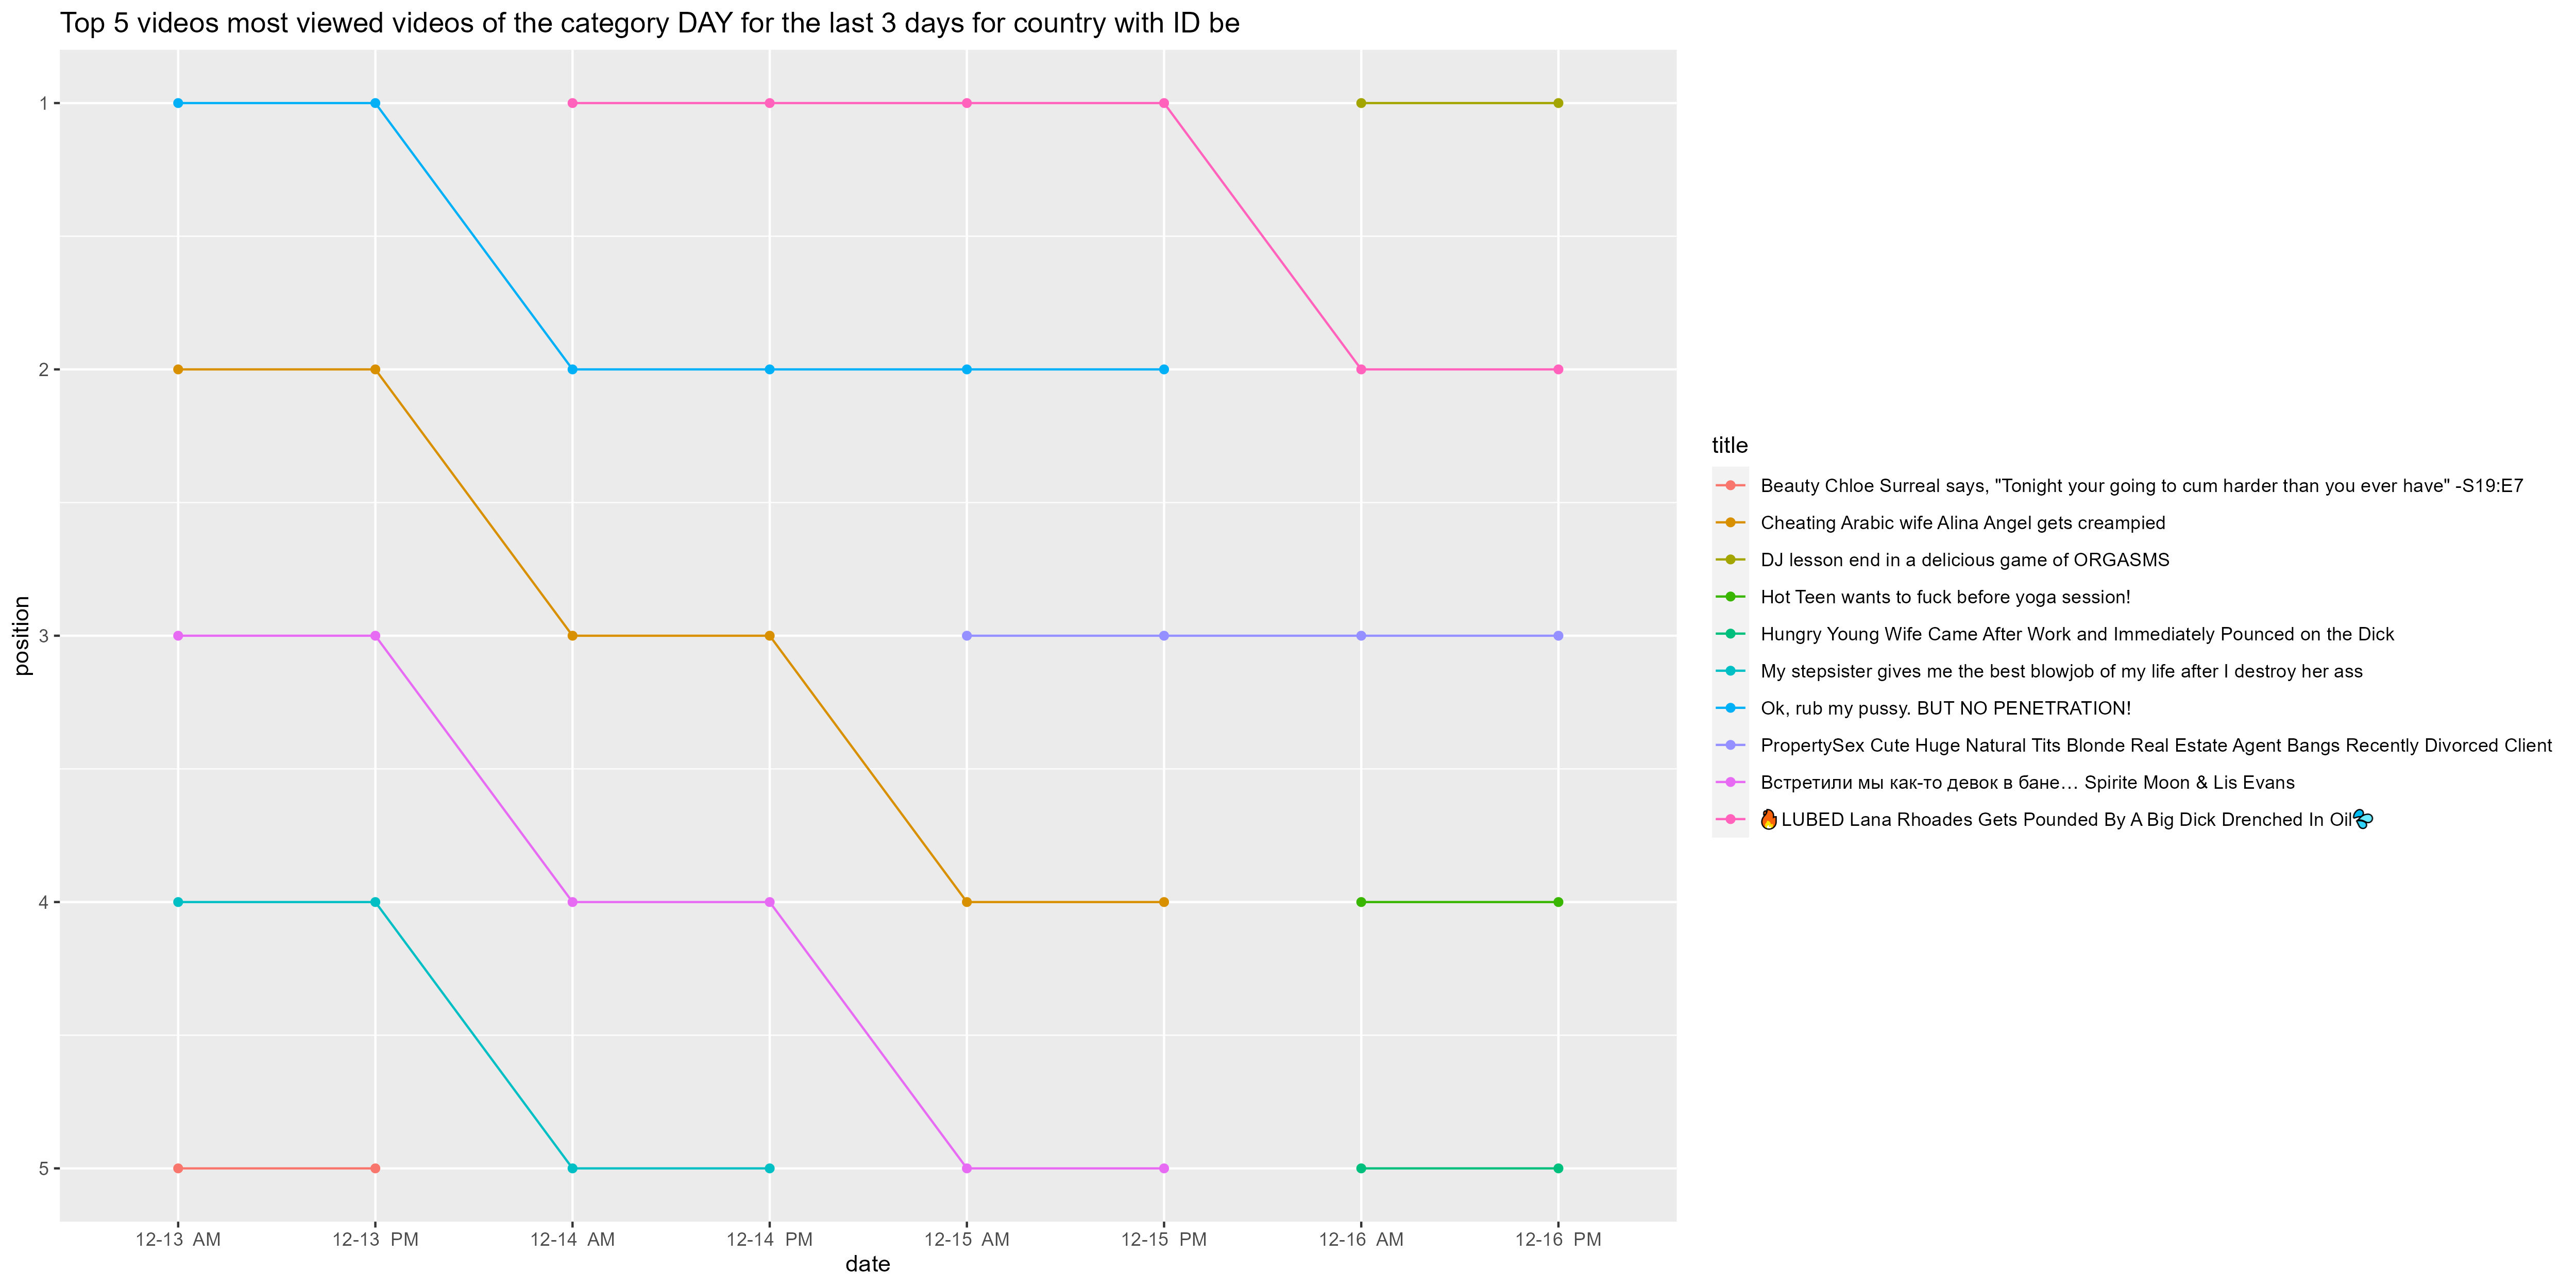 Top 5 videos most viewed videos of the category DAY for the last 3 days for country with ID be
position
1
2
3
4
5
12-13 AM
12-13 PM
12-14 AM
12-14 PM
12-15 AM
12-15 PM
12-16 AM
12-16 PM
date
title
Beauty Chloe Surreal says, "Tonight your going to cum harder than you ever have" -S19:E7
Cheating Arabic wife Alina Angel gets creampied
DJ lesson end in a delicious game of ORGASMS
Hot Teen wants to fuck before yoga session!
Hungry Young Wife Came After Work and Immediately Pounced on the Dick
My stepsister gives me the best blowjob of my life after I destroy her ass
Ok, rub my pussy. BUT NO PENETRATION!
PropertySex Cute Huge Natural Tits Blonde Real Estate Agent Bangs Recently Divorced Client
Встретили мы как-то девок в бане… Spirite Moon & Lis Evans
🔥LUBED Lana Rhoades Gets Pounded By A Big Dick Drenched In Oil💦